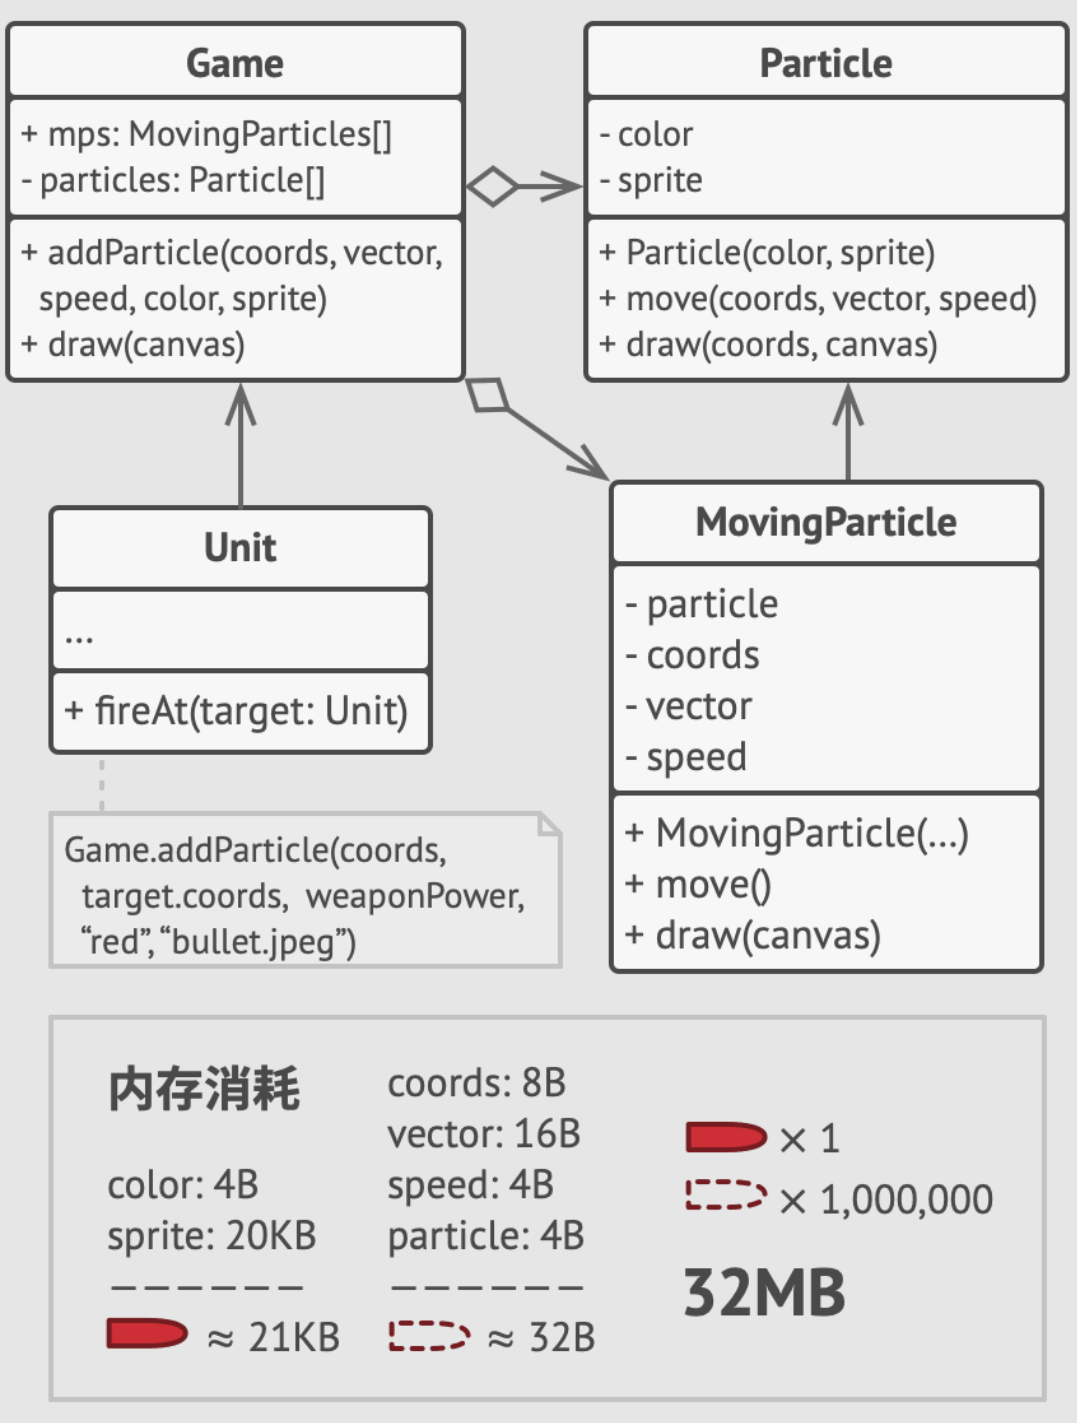 Game
+ mps: MovingParticles[]
- particles: Particle[]
+ addParticle(coords, vector,
speed, color, sprite)
+ draw(canvas)
Particle
- color
- sprite
+ Particle(color, sprite)
+ move(coords, vector, speed)
+ draw(coords, canvas)
Unit
...
+ fireAt(target: Unit)
Game.addParticle(coords,
target.coords, weaponPower,
“red”, “bullet.jpeg”)
MovingParticle
- particle
- coords
- vector
- speed
+ MovingParticle(...)
+ move()
+ draw(canvas)
内存消耗
color: 4B
sprite: 20KB
– – – – – –
≈ 21KB
coords: 8B
vector: 16B
speed: 4B
particle: 4B
– – – – – –
≈ 32B
× 1
× 1,000,000
32MB